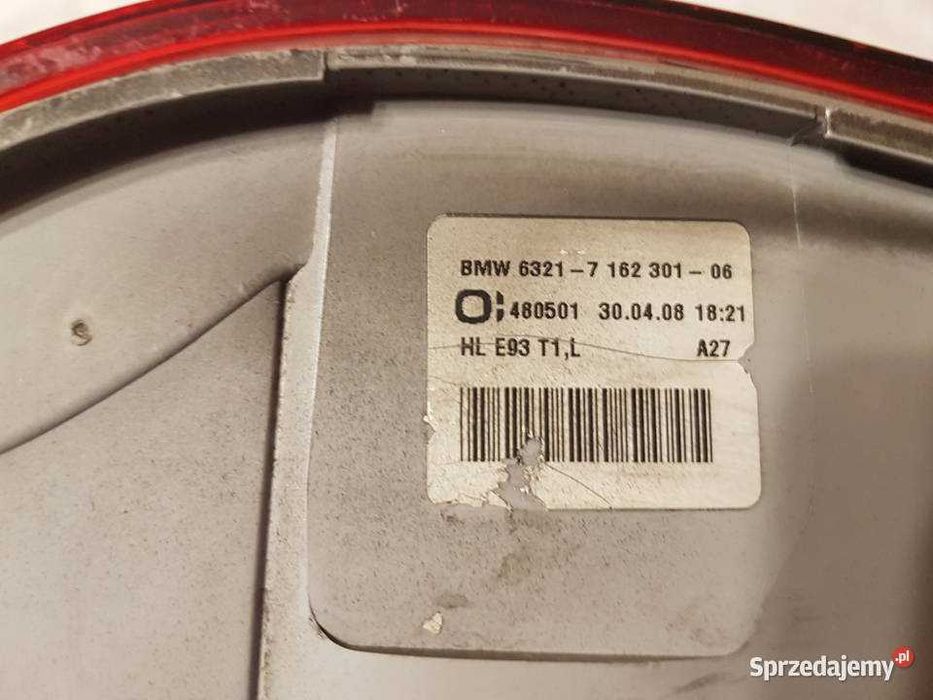 BMW 6321-7 162 301-06
480501 30.04.08 18:21
HL E93 T1,L A27
Sprzedajemy.pl